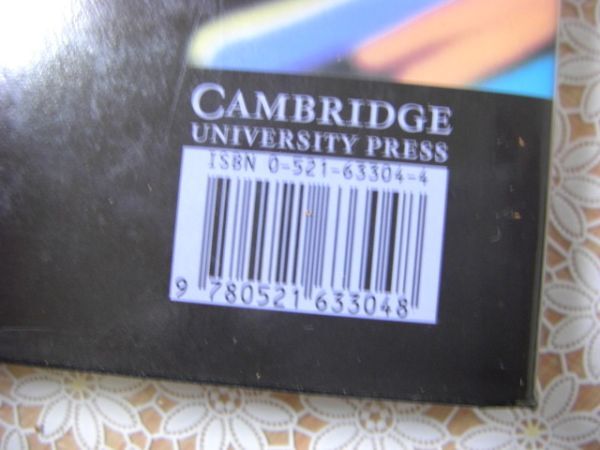 CAMBRIDGE
UNIVERSITY PRESS
ISBN 0-521-63304-4
9 780521 633048